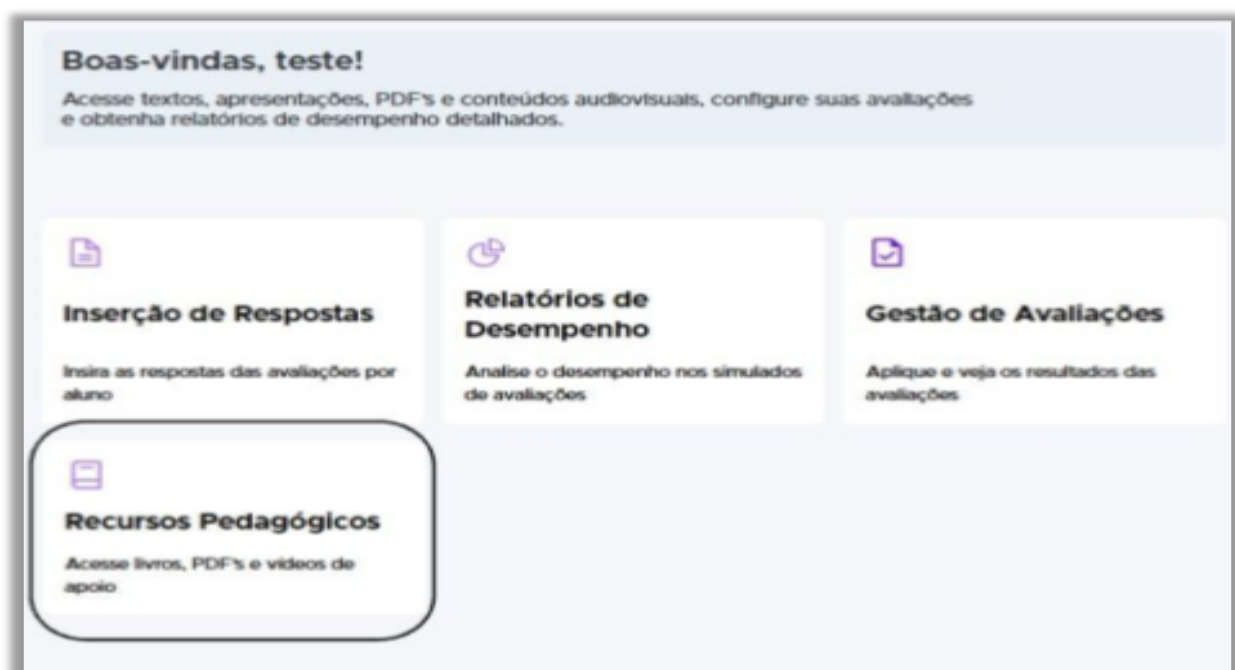 Boas-vindas, teste!
Acesse textos, apresentações, PDF's e conteúdos audiovisuais, configure suas avaliações
e obtenha relatórios de desempenho detalhados.
Inserção de Respostas
Insira as respostas das avaliações por
aluno
Relatórios de
Desempenho
Analise o desempenho nos simulados
de avaliações
Gestão de Avaliações
Aplique e veja os resultados das
avaliações
Recursos Pedagógicos
Acesse livros, PDF's e vídeos de
apoio